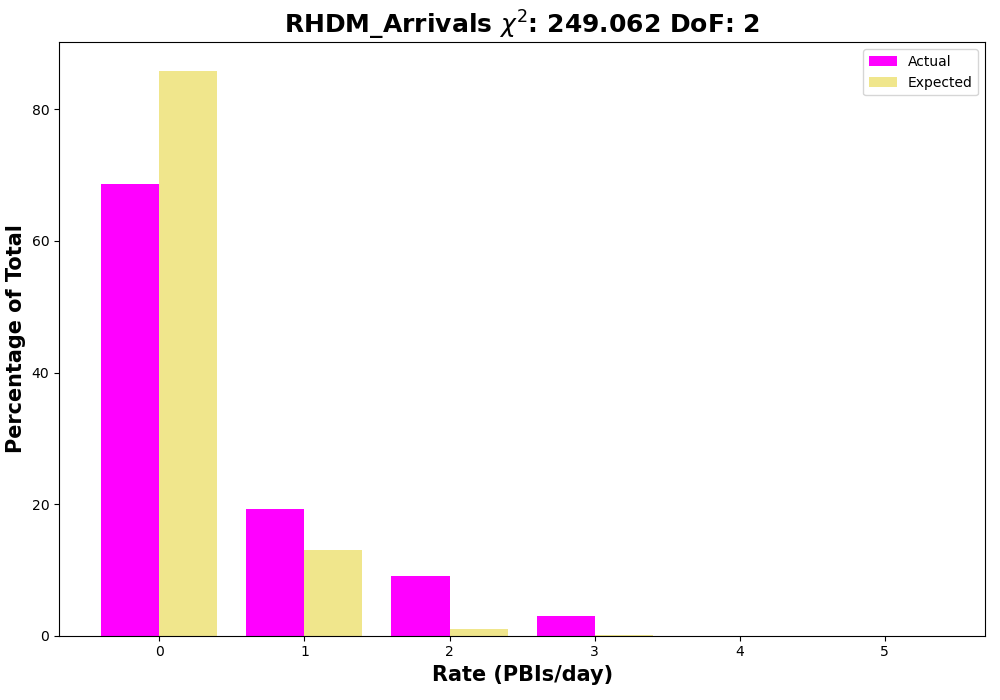 RHDM_Arrivals χ²: 249.062 DoF: 2
Actual
Expected
Percentage of Total
80
60
40
20
0
0 1 2 3 4 5
Rate (PBIs/day)